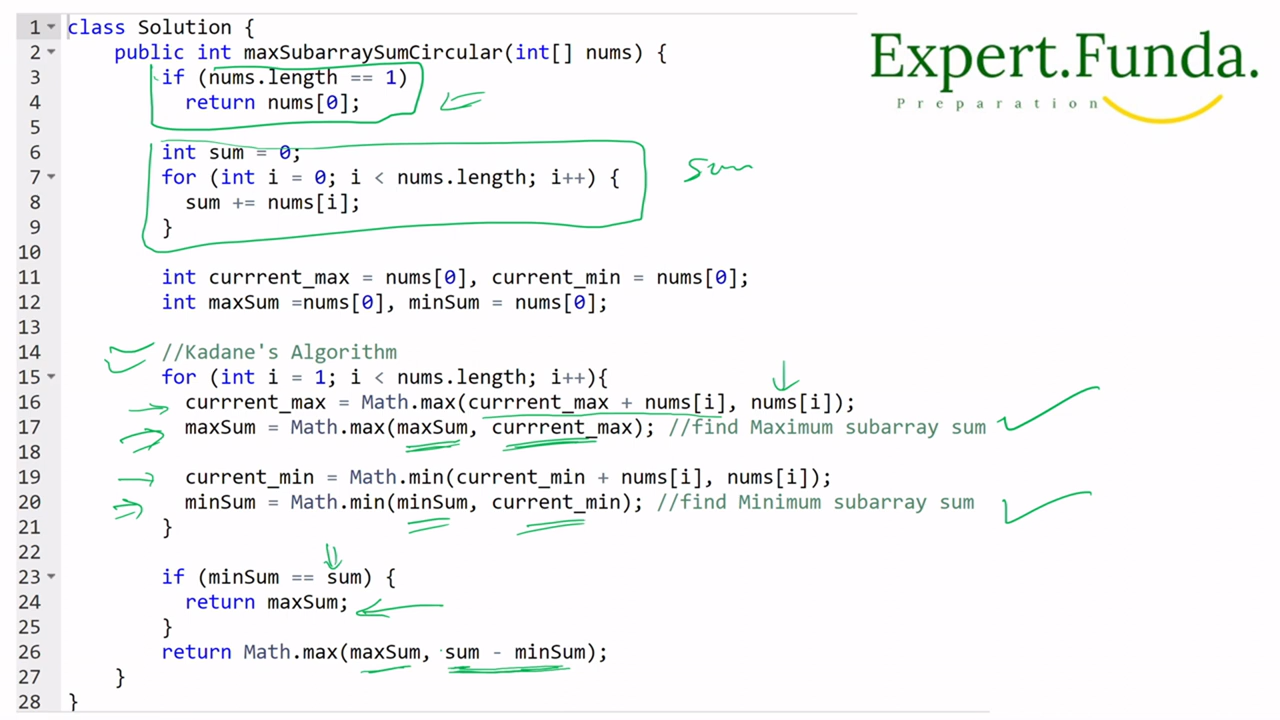 1 class Solution {
2 public int maxSubarraySumCircular(int[] nums) {
3 if (nums.length == 1)
4 return nums[0];
5
6 int sum = 0;
7 for (int i = 0; i < nums.length; i++) {
8 sum += nums[i];
9 }
10
11 int currrent_max = nums[0], current_min = nums[0];
12 int maxSum =nums[0], minSum = nums[0];
13
14 //Kadane's Algorithm
15 for (int i = 1; i < nums.length; i++){
16 currrent_max = Math.max(currrent_max + nums[i], nums[i]);
17 maxSum = Math.max(maxSum, currrent_max); //find Maximum subarray sum
18
19 current_min = Math.min(current_min + nums[i], nums[i]);
20 minSum = Math.min(minSum, current_min); //find Minimum subarray sum
21 }
22
23 if (minSum == sum) {
24 return maxSum;
25 }
26 return Math.max(maxSum, sum - minSum);
27 }
28 }
Sum
Expert.Funda.
Preparation